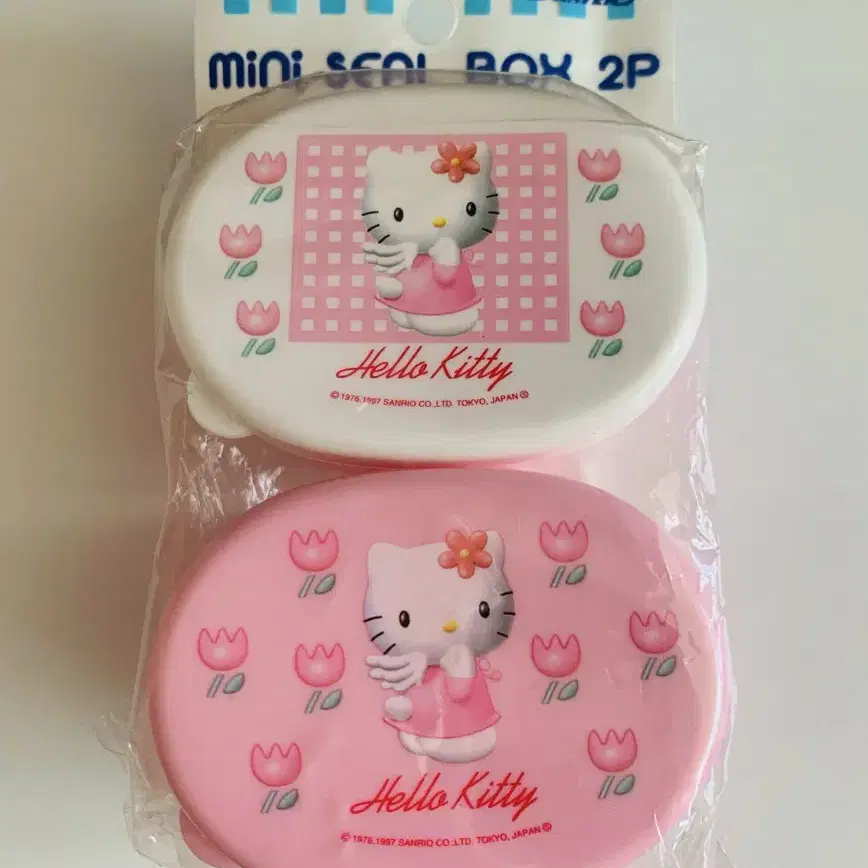 mini SEAL BOX 2P
Hello Kitty
© 1976.1997 SANRIO CO.,LTD. TOKYO, JAPAN Ⓢ
Hello Kitty
© 1976.1997 SANRIO CO.,LTD. TOKYO, JAPAN Ⓢ